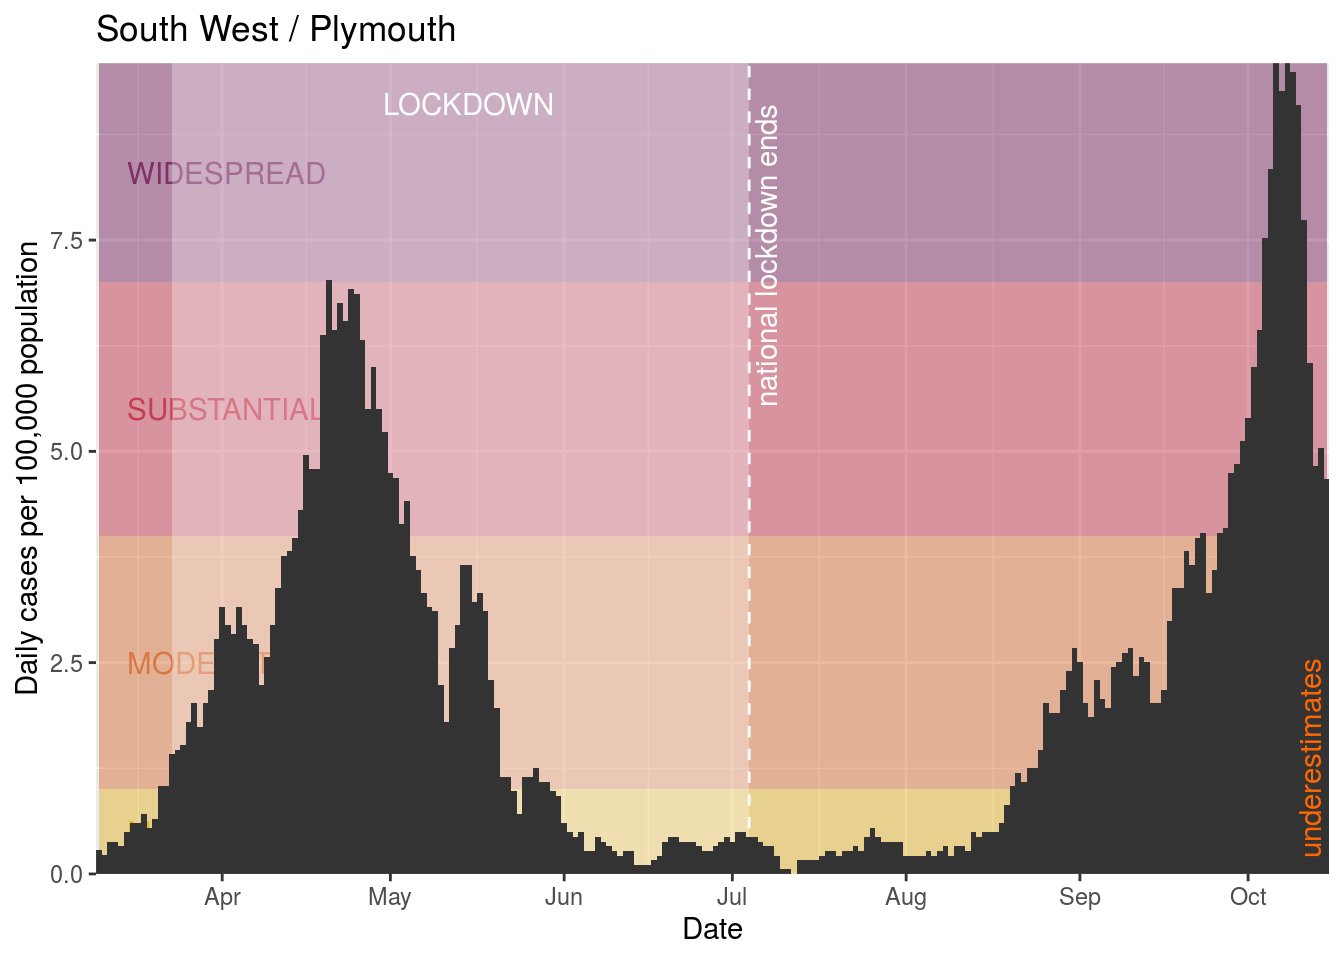 South West / Plymouth
LOCKDOWN
WIDESPREAD
national lockdown ends
SUBSTANTIAL
underestimates
Daily cases per 100,000 population
7.5
5.0
2.5
0.0
Apr
May
Jun
Jul
Aug
Sep
Oct
Date